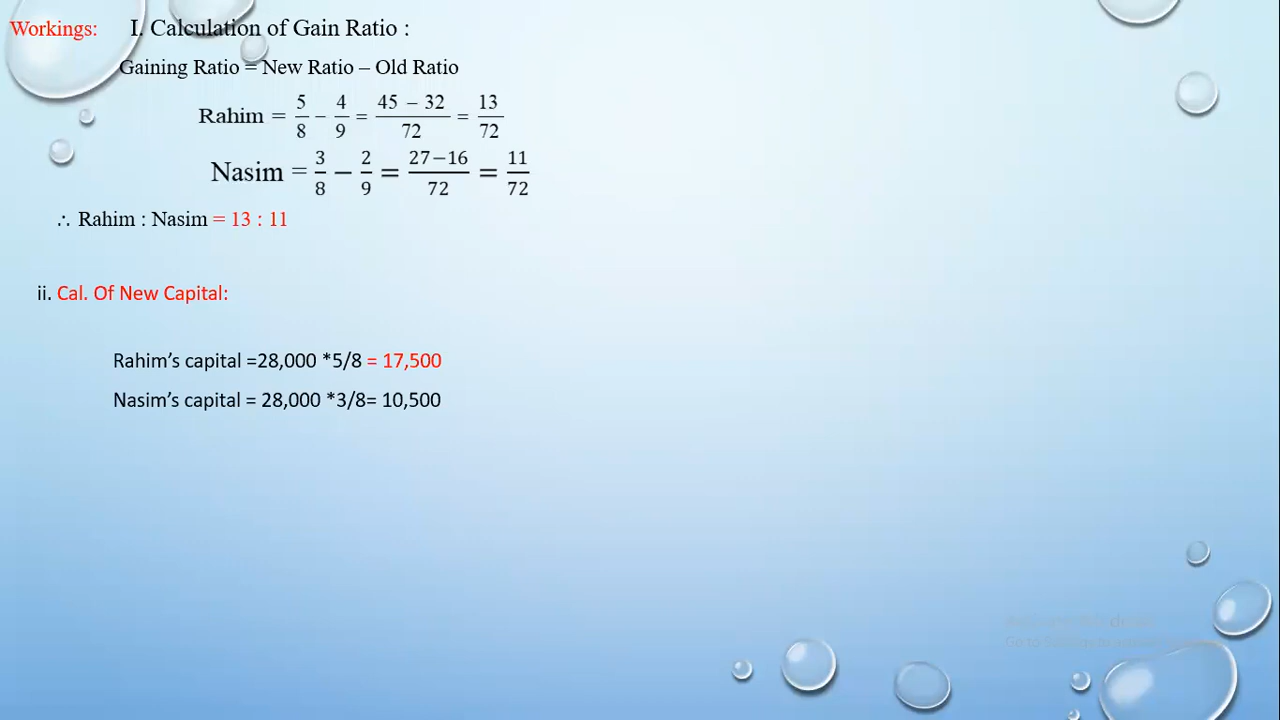 Workings: I. Calculation of Gain Ratio :
Gaining Ratio = New Ratio – Old Ratio
Rahim = 5/8 − 4/9 = 45 − 32/72 = 13/72
Nasim = 3/8 − 2/9 = 27−16/72 = 11/72
∴ Rahim : Nasim = 13 : 11
ii. Cal. Of New Capital:
Rahim’s capital =28,000 *5/8 = 17,500
Nasim’s capital = 28,000 *3/8= 10,500